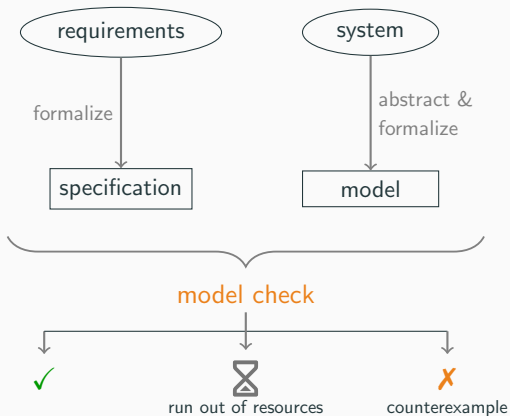 requirements
system
formalize
abstract &
formalize
specification
model
model check
✓
✗
run out of resources
counterexample